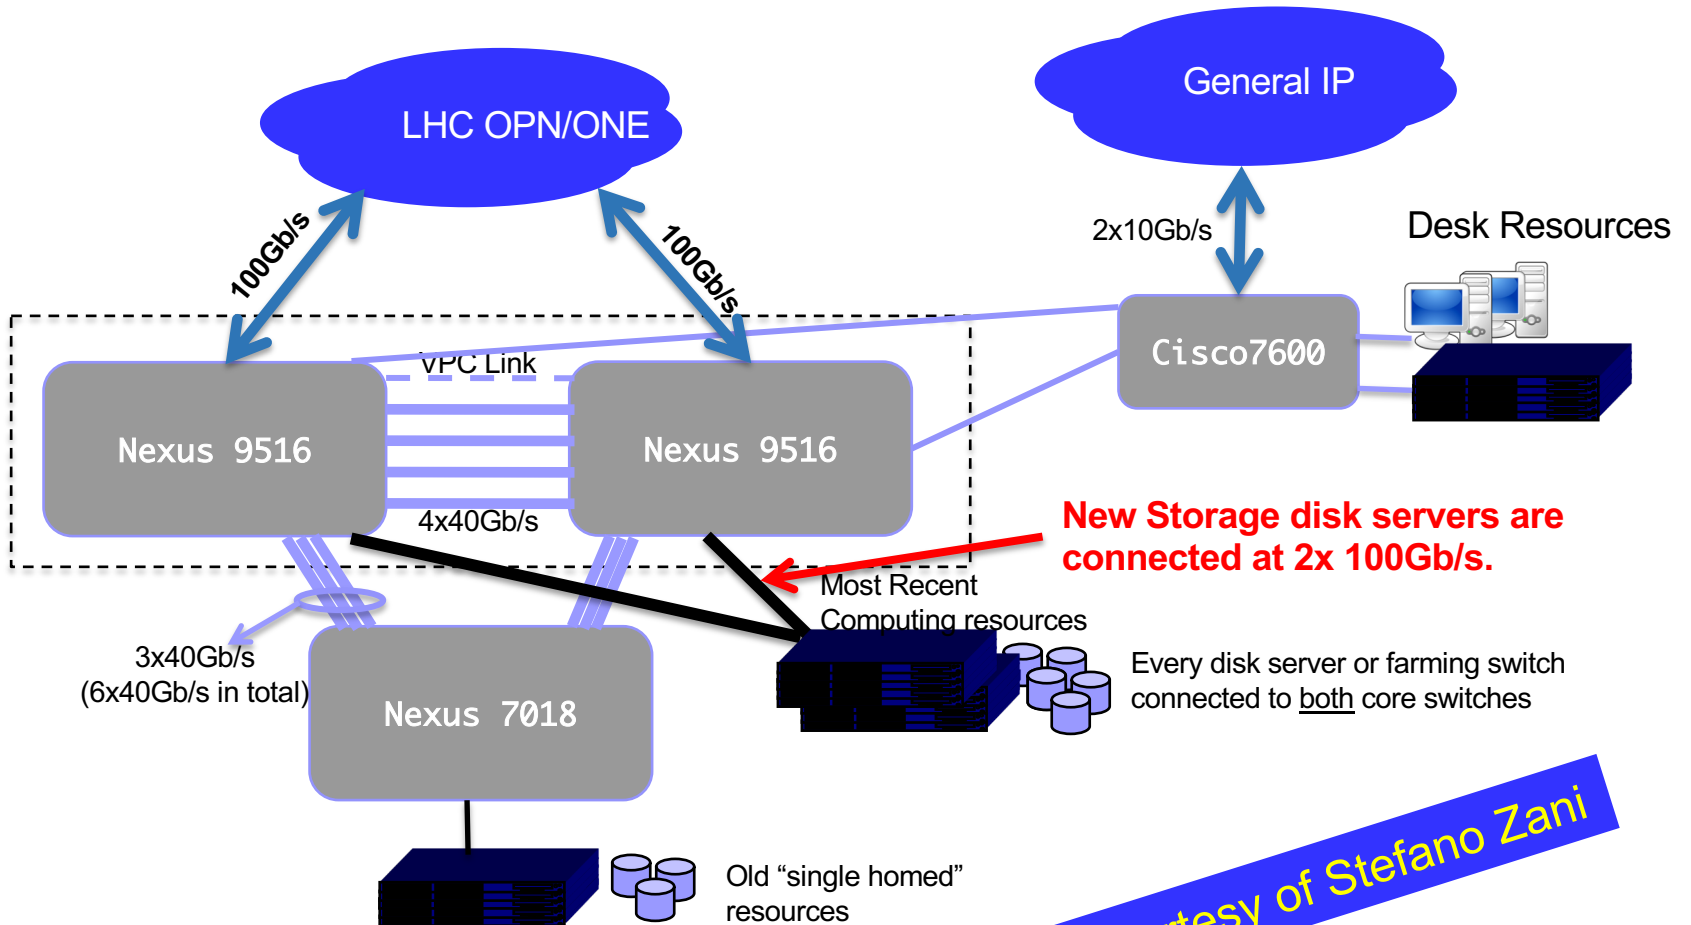 LHC OPN/ONE
General IP
100Gb/s
100Gb/s
2x10Gb/s
Desk Resources
VPC Link
Cisco7600
Nexus 9516
Nexus 9516
4x40Gb/s
New Storage disk servers are
connected at 2x 100Gb/s.
Most Recent
Computing resources
3x40Gb/s
(6x40Gb/s in total)
Every disk server or farming switch
connected to both core switches
Nexus 7018
Old “single homed”
resources
of Stefano Zani